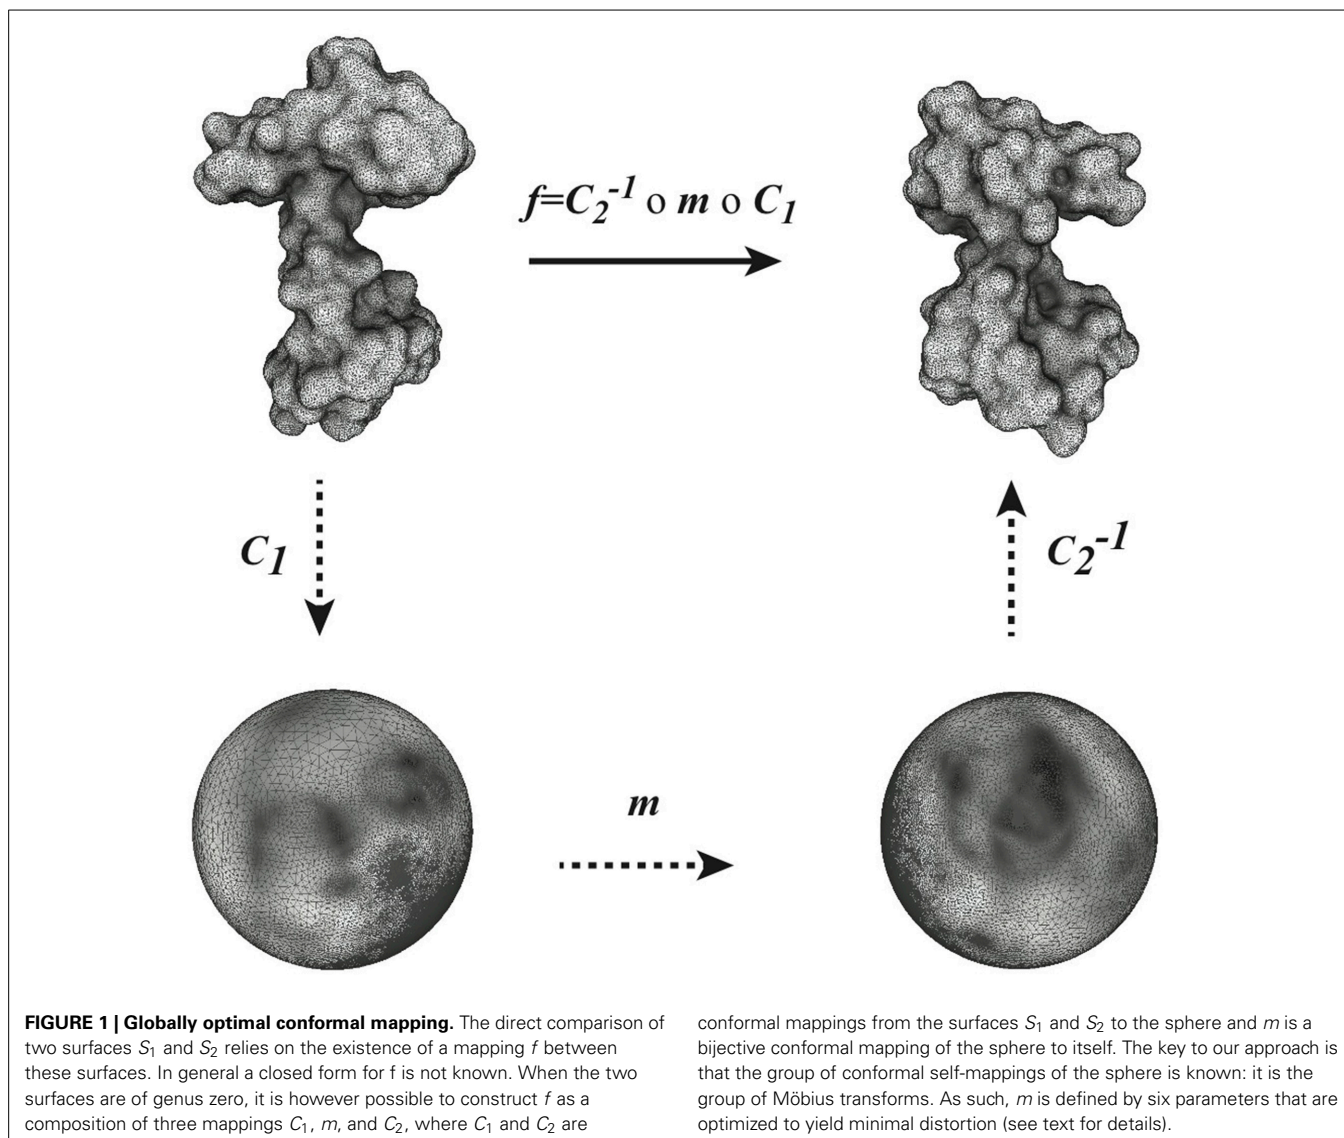 f=C₂⁻¹ o m o C₁
C₁
C₂⁻¹
m
FIGURE 1 | Globally optimal conformal mapping. The direct comparison of
two surfaces S₁ and S₂ relies on the existence of a mapping f between
these surfaces. In general a closed form for f is not known. When the two
surfaces are of genus zero, it is however possible to construct f as a
composition of three mappings C₁, m, and C₂, where C₁ and C₂ are
conformal mappings from the surfaces S₁ and S₂ to the sphere and m is a
bijective conformal mapping of the sphere to itself. The key to our approach is
that the group of conformal self-mappings of the sphere is known: it is the
group of Möbius transforms. As such, m is defined by six parameters that are
optimized to yield minimal distortion (see text for details).